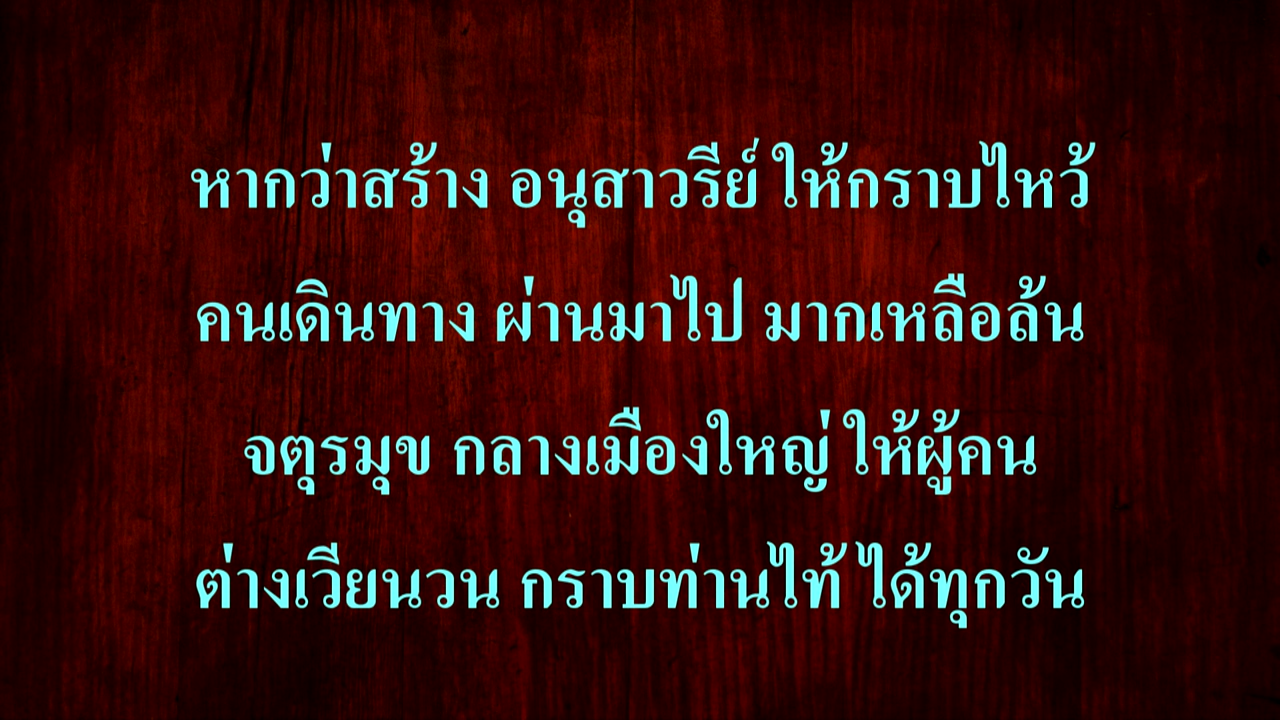 หากว่าสร้าง อนุสาวรีย์ ให้กราบไหว้
คนเดินทาง ผ่านมาไป มากเหลือล้น
จตุรมุข กลางเมืองใหญ่ ให้ผู้คน
ต่างเวียนวน กราบท่านไท้ ได้ทุกวัน